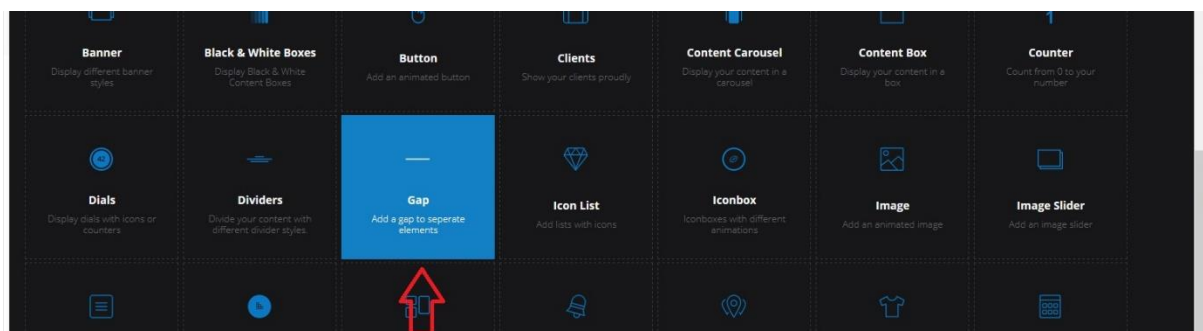 Banner
Display different banner
styles
Black & White Boxes
Display Black & White
Content Boxes
Button
Add an animated button
Clients
Show your clients proudly
Content Carousel
Display your content in a
carousel
Content Box
Display your content in a
box
1
Counter
Count from 0 to your
number
42
Dials
Display dials with icons or
counters
Dividers
Divide your content with
different divider styles.
Gap
Add a gap to seperate
elements
Icon List
Add lists with icons
Iconbox
Iconboxes with different
animations
Image
Add an animated image
Image Slider
Add an image slider